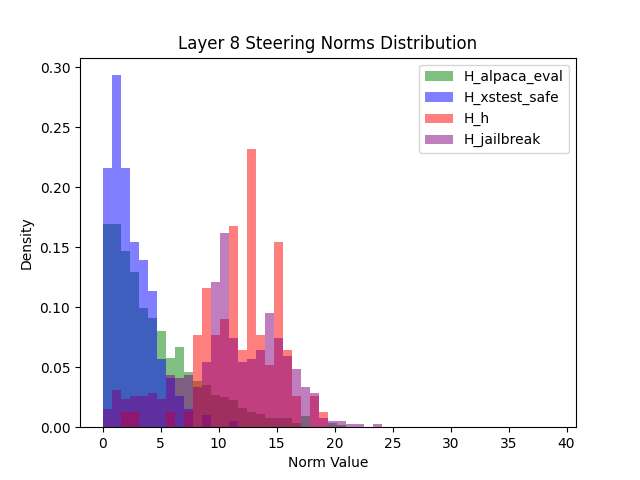 Layer 8 Steering Norms Distribution
H_alpaca_eval
H_xstest_safe
H_h
H_jailbreak
Density
0.30
0.25
0.20
0.15
0.10
0.05
0.00
0 5 10 15 20 25 30 35 40
Norm Value